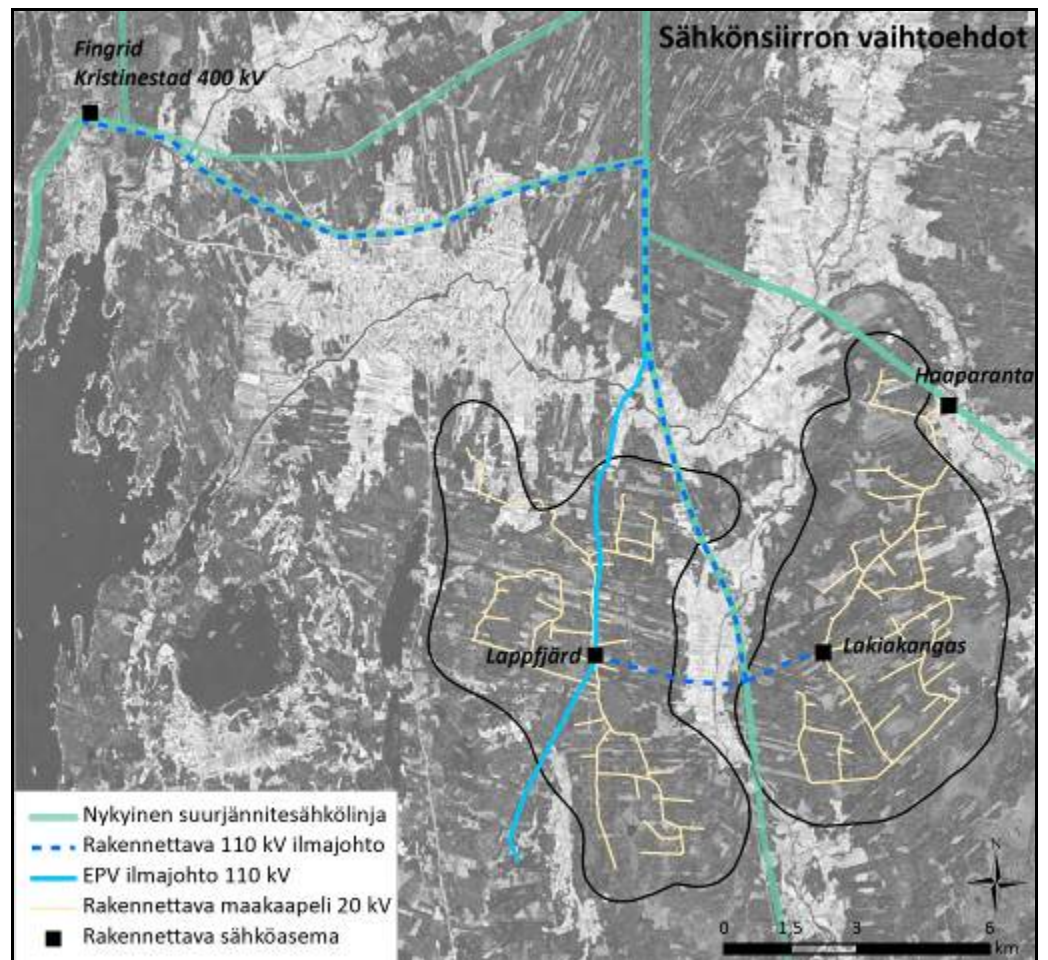 Sähkönsiirron vaihtoehdot
Fingrid
Kristinestad 400 kV
Haaparanta
Lappfjärd
Lakiakangas
Nykyinen suurjännitesähkölinja
Rakennettava 110 kV ilmajohto
EPV ilmajohto 110 kV
Rakennettava maakaapeli 20 kV
Rakennettava sähköasema
N
0 1,5 3 6
km